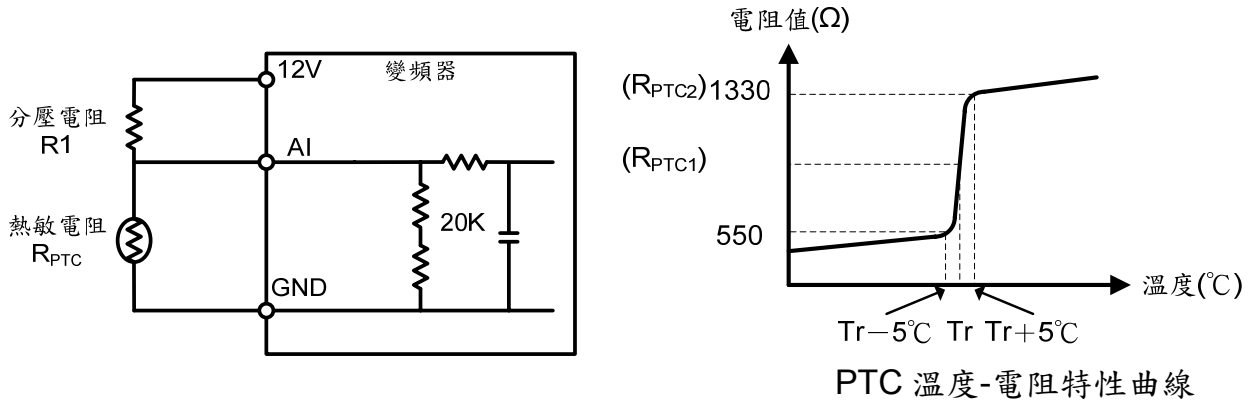 12V
變頻器
分壓電阻
R1
AI
熱敏電阻
RPTC
20K
GND
電阻值(Ω)
(RPTC2) 1330
(RPTC1)
550
溫度(℃)
Tr－5℃ Tr Tr＋5℃
PTC 溫度-電阻特性曲線